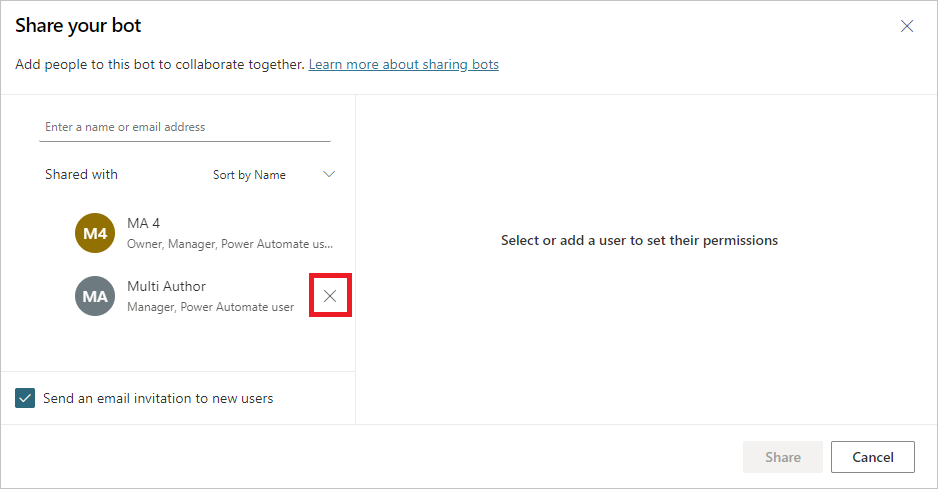 Share your bot
Add people to this bot to collaborate together. Learn more about sharing bots
Enter a name or email address
Shared with Sort by Name
M4 MA 4
Owner, Manager, Power Automate us...
MA Multi Author
Manager, Power Automate user
Select or add a user to set their permissions
Send an email invitation to new users
Share Cancel